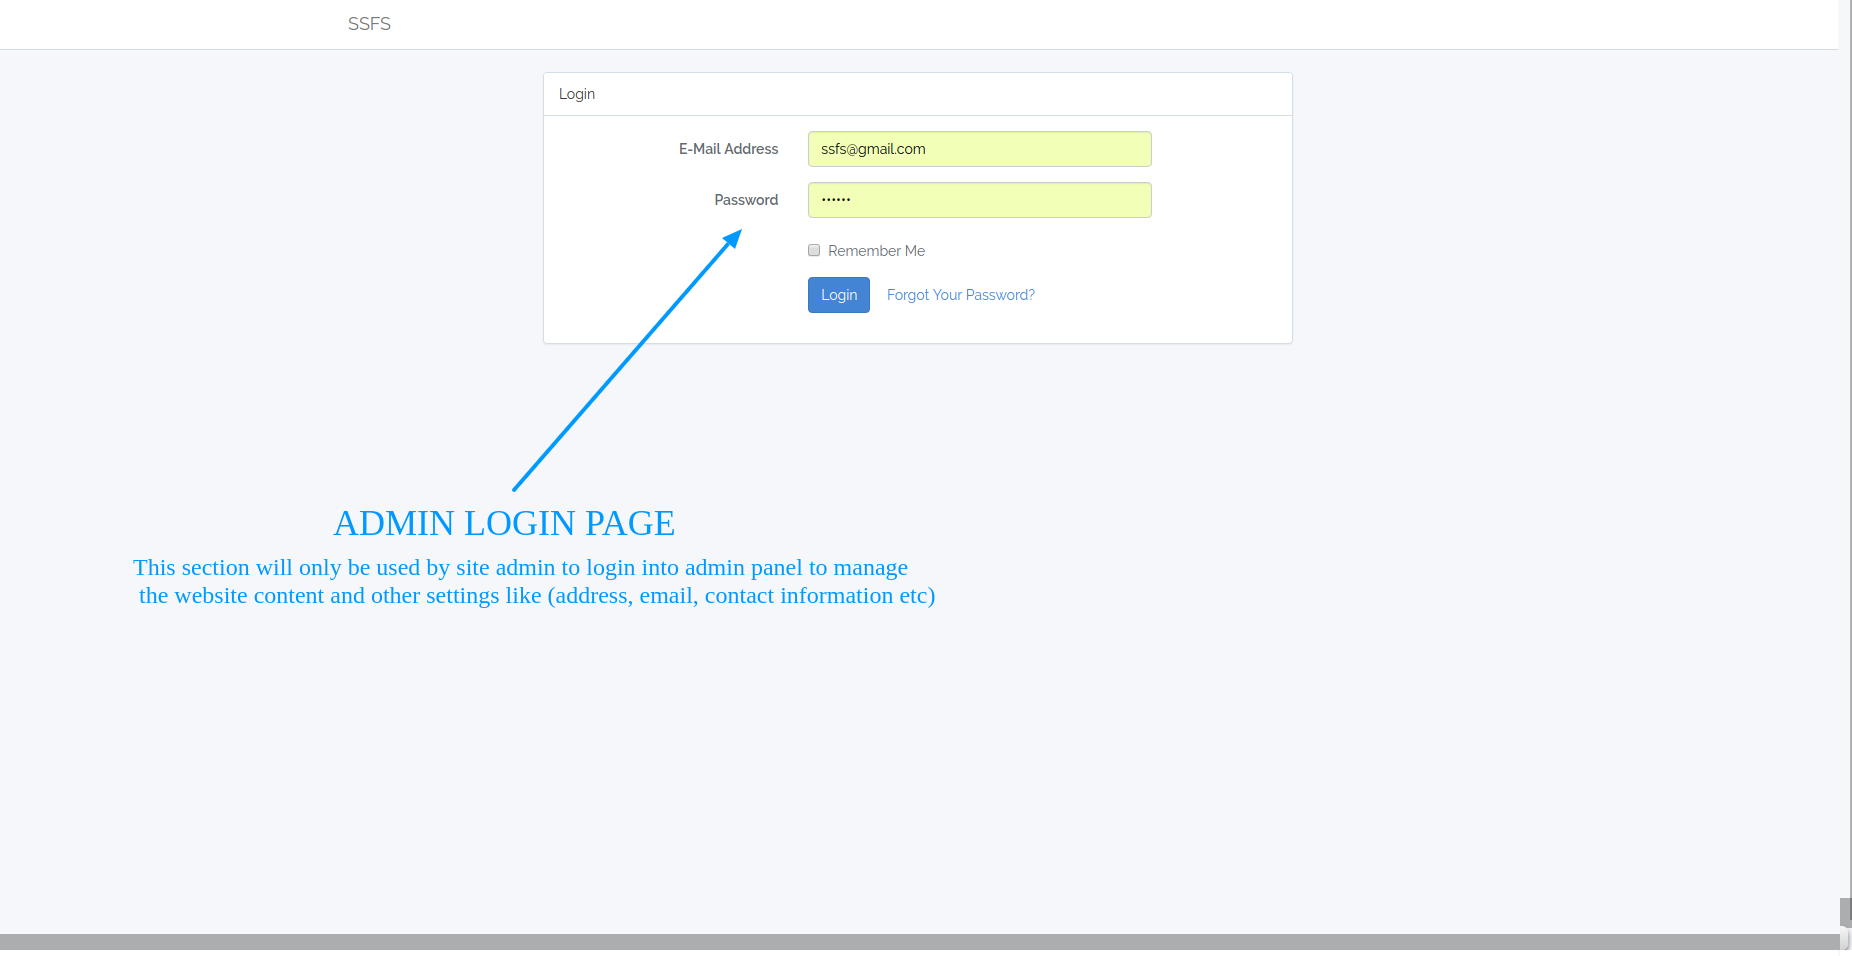 SSFS
Login
E-Mail Address
ssfs@gmail.com
Password
••••••
Remember Me
Login
Forgot Your Password?
ADMIN LOGIN PAGE
This section will only be used by site admin to login into admin panel to manage
the website content and other settings like (address, email, contact information etc)